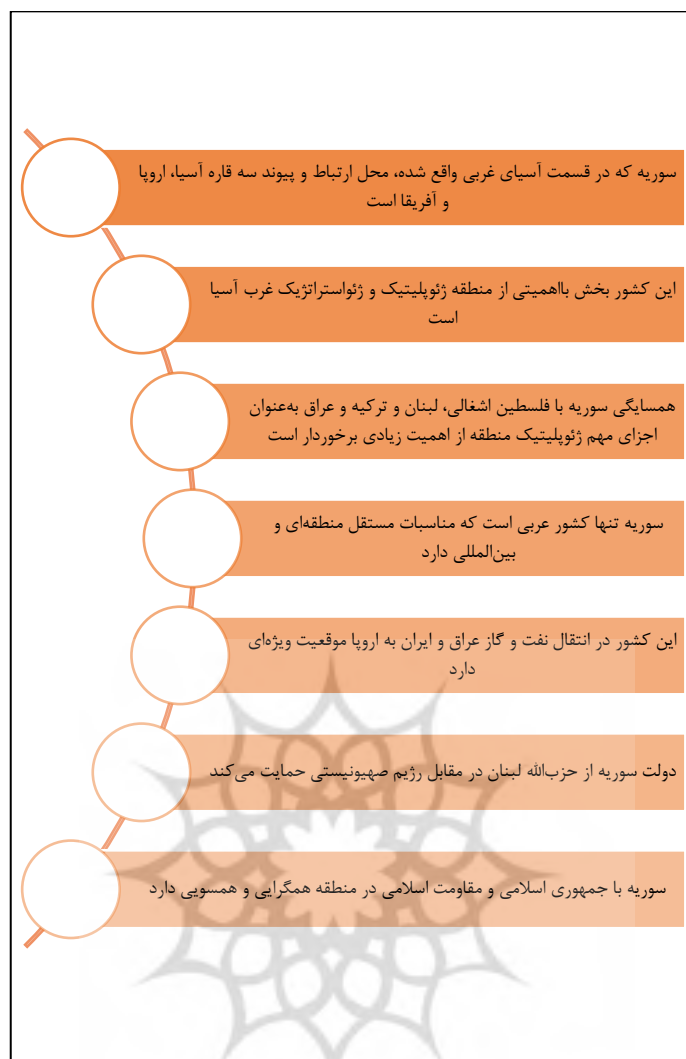 سوریه که در قسمت آسیای غربی واقع شده، محل ارتباط و پیوند سه قاره آسیا، اروپا
و آفریقا است
این کشور بخش بااهمیتی از منطقه ژئوپلیتیک و ژئواستراتژیک غرب آسیا
است
همسایگی سوریه با فلسطین اشغالی، لبنان و ترکیه و عراق به‌عنوان
اجزای مهم ژئوپلیتیک منطقه از اهمیت زیادی برخوردار است
سوریه تنها کشور عربی است که مناسبات مستقل منطقه‌ای و
بین‌المللی دارد
این کشور در انتقال نفت و گاز عراق و ایران به اروپا موقعیت ویژه‌ای
دارد
دولت سوریه از حزب‌الله لبنان در مقابل رژیم صهیونیستی حمایت می‌کند
سوریه با جمهوری اسلامی و مقاومت اسلامی در منطقه همگرایی و همسویی دارد